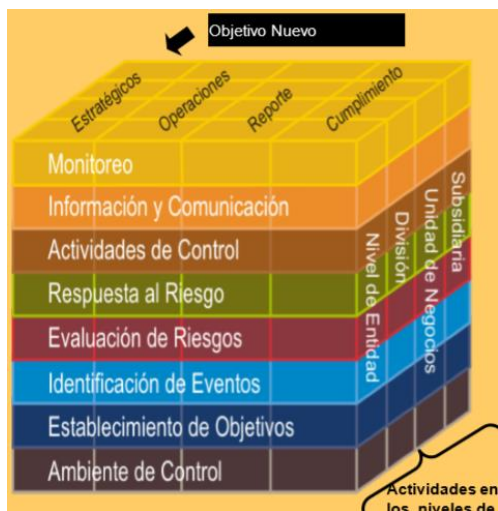 Objetivo Nuevo
Estratégicos
Operaciones
Reporte
Cumplimiento
Monitoreo
Información y Comunicación
Actividades de Control
Respuesta al Riesgo
Evaluación de Riesgos
Identificación de Eventos
Establecimiento de Objetivos
Ambiente de Control
Nivel de Entidad
División
Unidad de Negocios
Subsidiaria
Actividades en
los niveles de